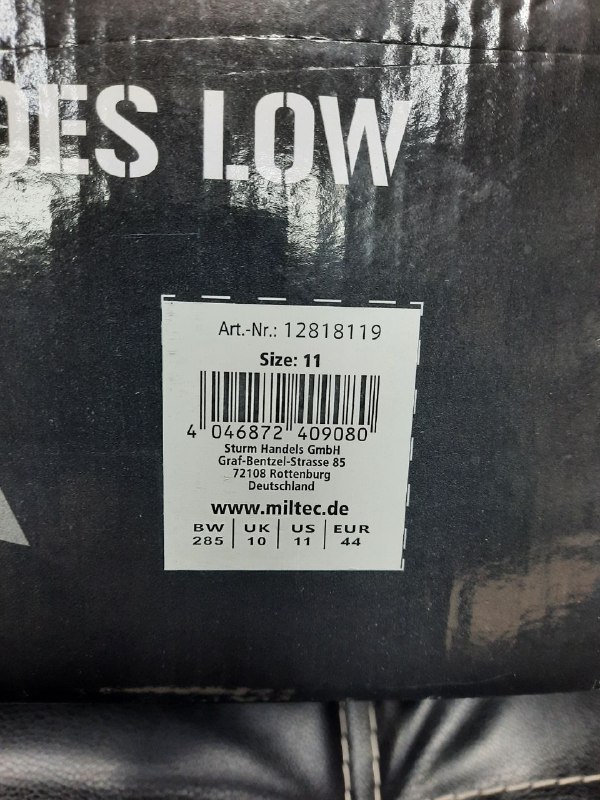 DES LOW
Art.-Nr.: 12818119
Size: 11
4 046872 409080
Sturm Handels GmbH
Graf-Bentzel-Strasse 85
72108 Rottenburg
Deutschland
www.miltec.de
BW | UK | US | EUR
285 | 10 | 11 | 44